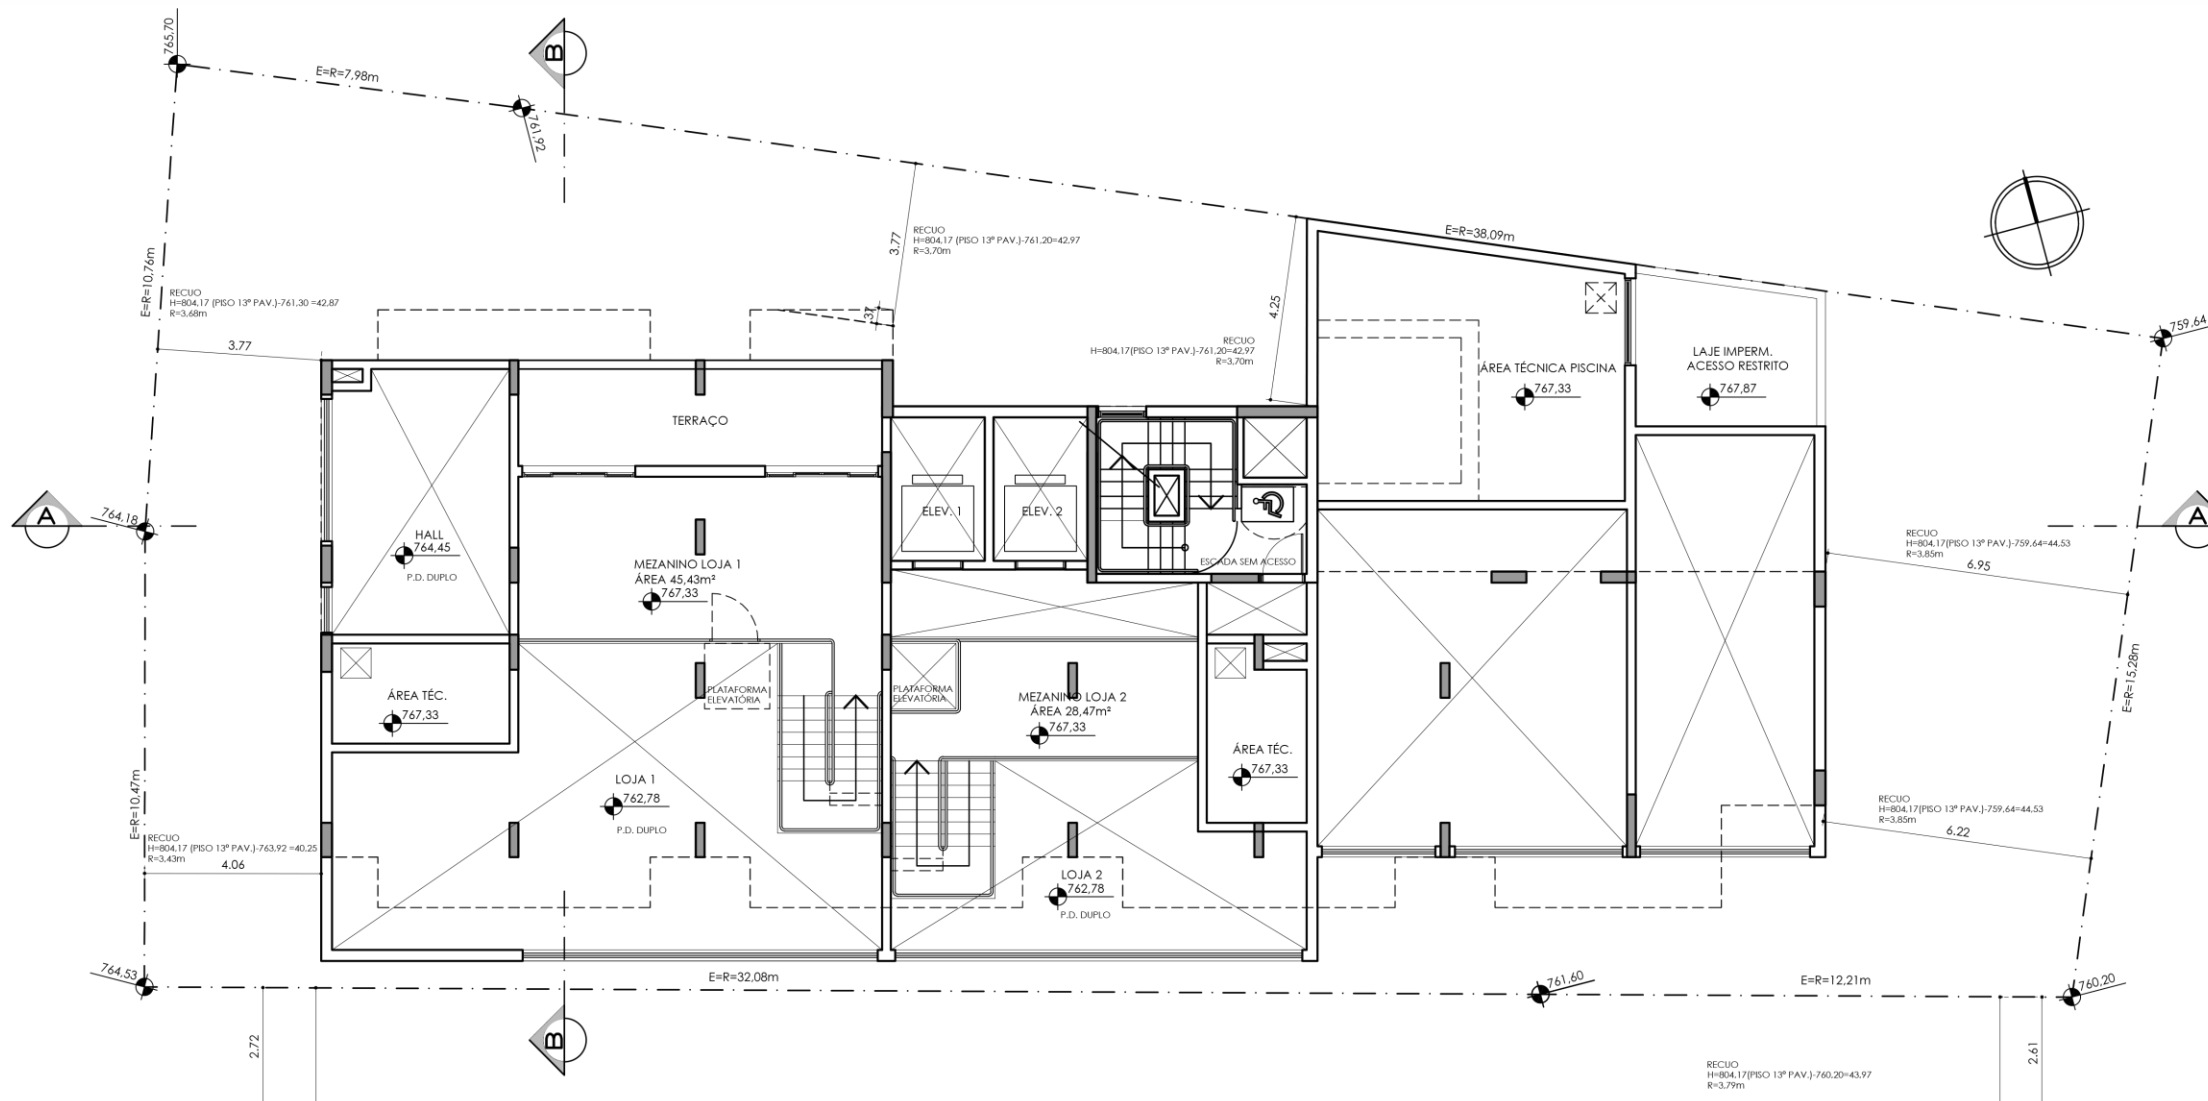 765,70
B
E=R=7,98m
761,92
E=R=10,76m
RECUO
H=804,17 (PISO 13º PAV.)-761,30 =42,87
R=3,68m
3.77
3.77
RECUO
H=804,17 (PISO 13º PAV.)-761,20=42,97
R=3,70m
.37
4.25
RECUO
H=804,17(PISO 13º PAV.)-761,20=42,97
R=3,70m
E=R=38,09m
759,64
ÁREA TÉCNICA PISCINA
767,33
LAJE IMPERM.
ACESSO RESTRITO
767,87
TERRAÇO
A
764,18
HALL
764,45
P.D. DUPLO
MEZANINO LOJA 1
ÁREA 45,43m²
767,33
ELEV. 1
ELEV. 2
ESCADA SEM ACESSO
A
RECUO
H=804,17(PISO 13º PAV.)-759,64=44,53
R=3,85m
6.95
E=R=15,28m
ÁREA TÉC.
767,33
PLATAFORMA
ELEVATÓRIA
PLATAFORMA
ELEVATÓRIA
MEZANINO LOJA 2
ÁREA 28,47m²
767,33
ÁREA TÉC.
767,33
LOJA 1
762,78
P.D. DUPLO
E=R=10,47m
RECUO
H=804,17 (PISO 13º PAV.)-763,92 =40,25
R=3,43m
4.06
LOJA 2
762,78
P.D. DUPLO
RECUO
H=804,17(PISO 13º PAV.)-759,64=44,53
R=3,85m
6.22
764,53
E=R=32,08m
761,60
E=R=12,21m
760,20
2.72
B
2.61
RECUO
H=804,17(PISO 13º PAV.)-760,20=43,97
R=3,79m